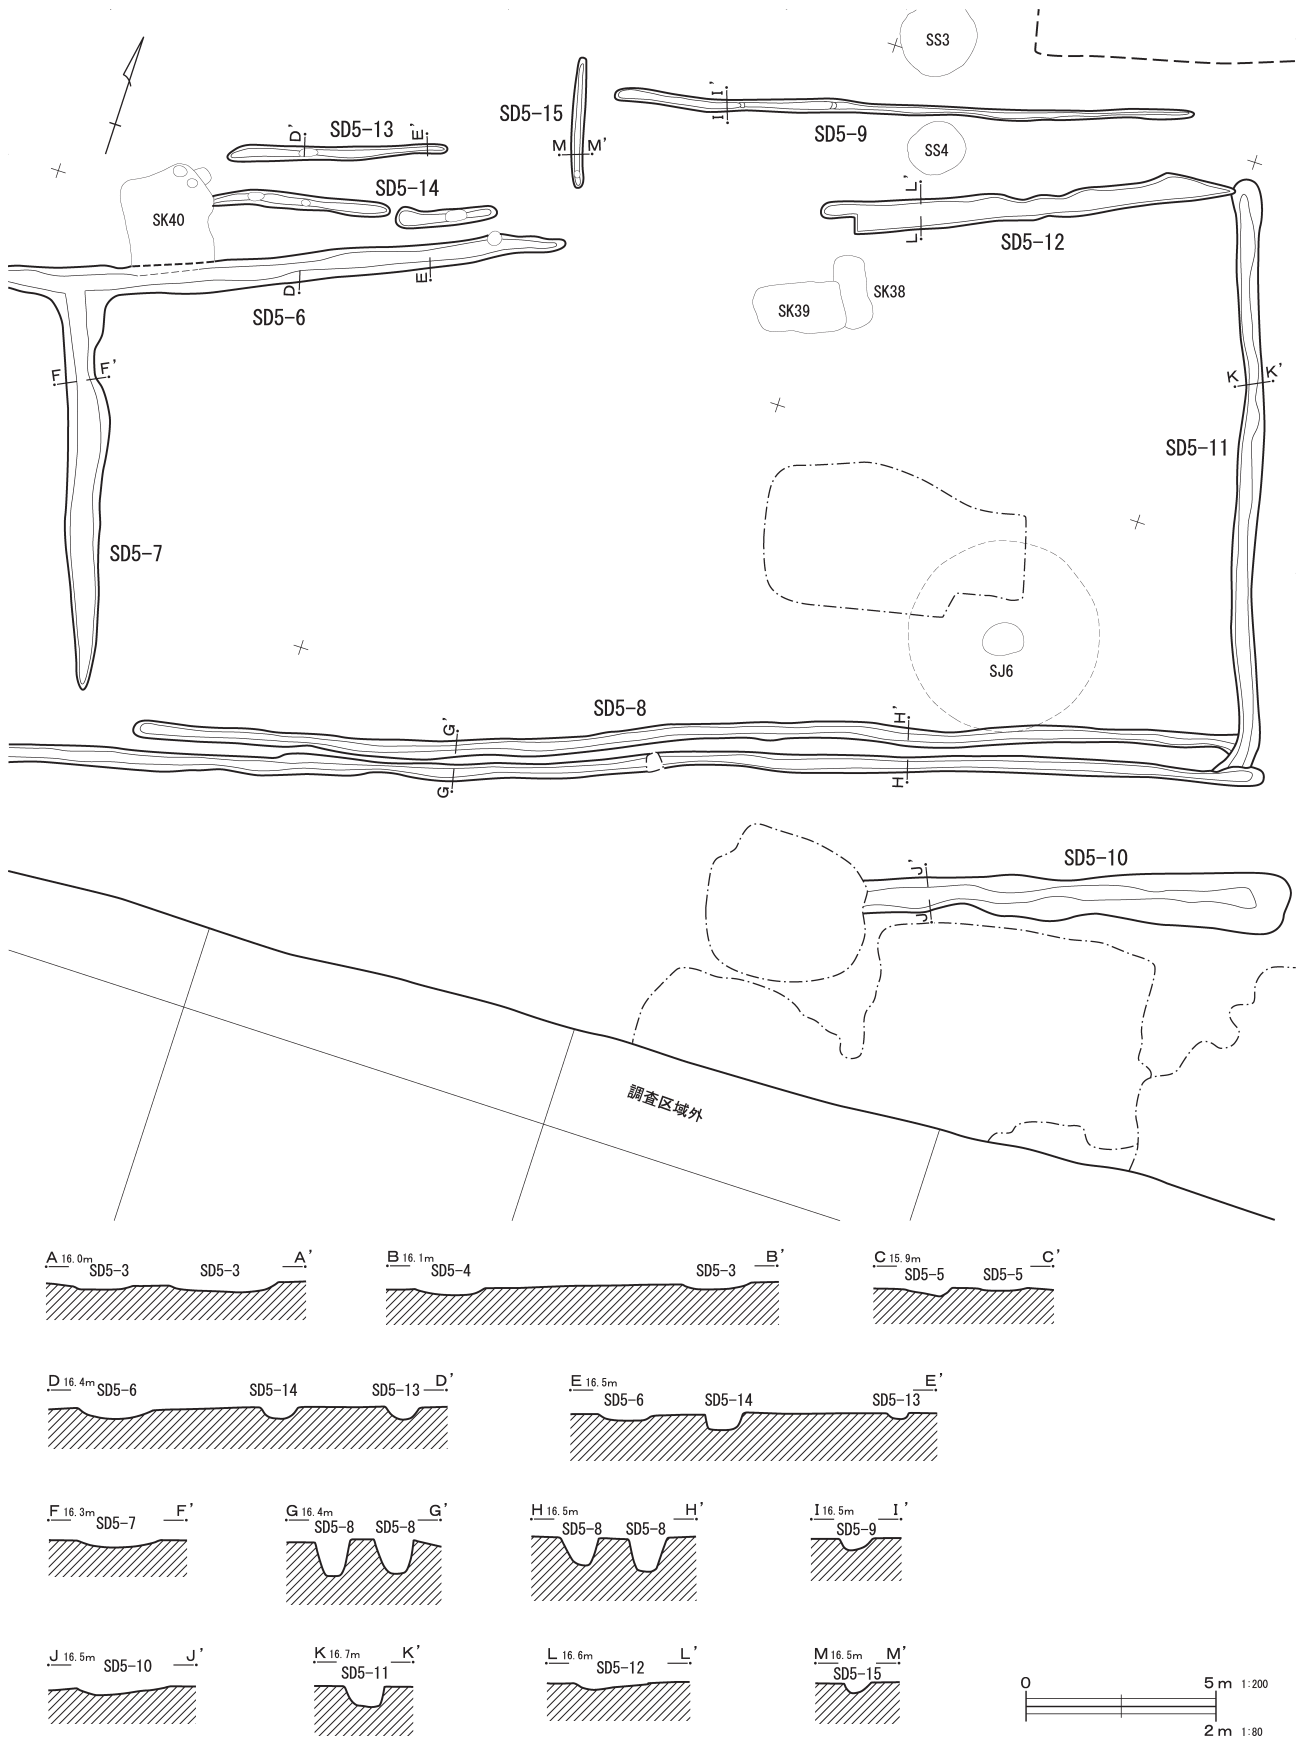 SS3
I'
I
SD5-9
SD5-15
M
M'
SD5-13
D'
E'
SS4
SD5-14
L'
L
SK40
SD5-12
SD5-6
D
E
SK38
SK39
F
F'
K
K'
SD5-11
SD5-7
SJ6
SD5-8
G'
G
H'
H
SD5-10
J'
J
調査区域外
A 16.0m A'
SD5-3 SD5-3
B 16.1m B'
SD5-4 SD5-3
C 15.9m C'
SD5-5 SD5-5
D 16.4m D'
SD5-6 SD5-14 SD5-13
E 16.5m E'
SD5-6 SD5-14 SD5-13
F 16.3m F'
SD5-7
G 16.4m G'
SD5-8 SD5-8
H 16.5m H'
SD5-8 SD5-8
I 16.5m I'
SD5-9
J 16.5m J'
SD5-10
K 16.7m K'
SD5-11
L 16.6m L'
SD5-12
M 16.5m M'
SD5-15
0 5m 1:200
2m 1:80